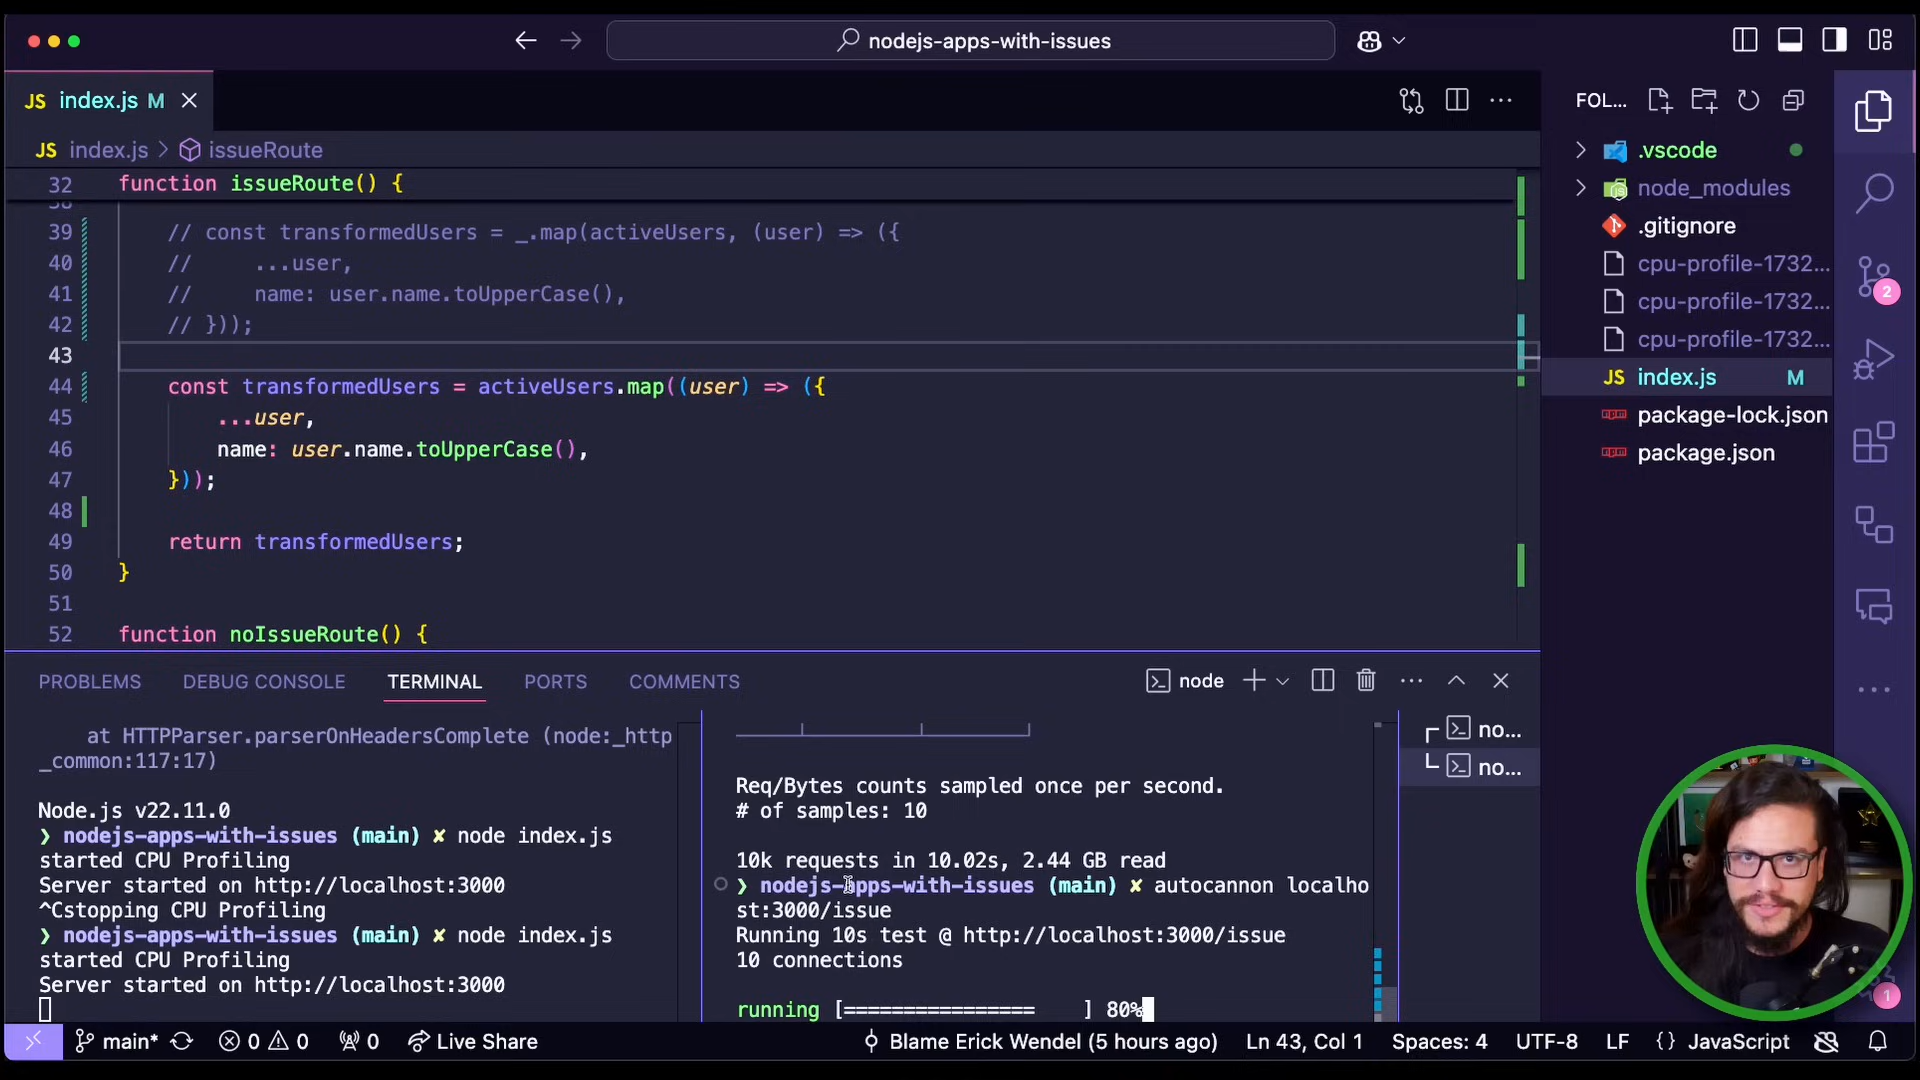 nodejs-apps-with-issues
JS index.js M
JS index.js > issueRoute
32 function issueRoute() {
38
39 // const transformedUsers = _.map(activeUsers, (user) => ({
40 //     ...user,
41 //     name: user.name.toUpperCase(),
42 // }));
43
44 const transformedUsers = activeUsers.map((user) => ({
45 ...user,
46 name: user.name.toUpperCase(),
47 }));
48
49 return transformedUsers;
50 }
51
52 function noIssueRoute() {
FOL...
.vscode
node_modules
.gitignore
cpu-profile-1732...
cpu-profile-1732...
cpu-profile-1732...
JS index.js M
package-lock.json
package.json
2
1
PROBLEMS DEBUG CONSOLE TERMINAL PORTS COMMENTS
node
at HTTPParser.parserOnHeadersComplete (node:_http
_common:117:17)
Node.js v22.11.0
❯ nodejs-apps-with-issues (main) ✘ node index.js
started CPU Profiling
Server started on http://localhost:3000
^Cstopping CPU Profiling
❯ nodejs-apps-with-issues (main) ✘ node index.js
started CPU Profiling
Server started on http://localhost:3000
Req/Bytes counts sampled once per second.
# of samples: 10
10k requests in 10.02s, 2.44 GB read
❯ nodejs-apps-with-issues (main) ✘ autocannon localho
st:3000/issue
Running 10s test @ http://localhost:3000/issue
10 connections
running [================    ] 80%
no...
no...
main* 0 0 0 Live Share
Blame Erick Wendel (5 hours ago) Ln 43, Col 1 Spaces: 4 UTF-8 LF {} JavaScript